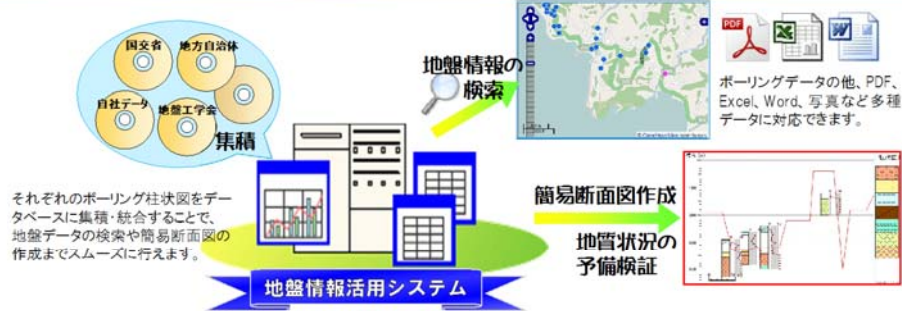 国交省
地方自治体
自社データ
地盤工学会
集積
それぞれのボーリング柱状図をデー
タベースに集積・統合することで、
地盤データの検索や簡易断面図の
作成までスムーズに行えます。
地盤情報活用システム
地盤情報の
検索
PDF
ボーリングデータの他、PDF、
Excel、Word、写真など多種
データに対応できます。
簡易断面図作成
地質状況の
予備検証